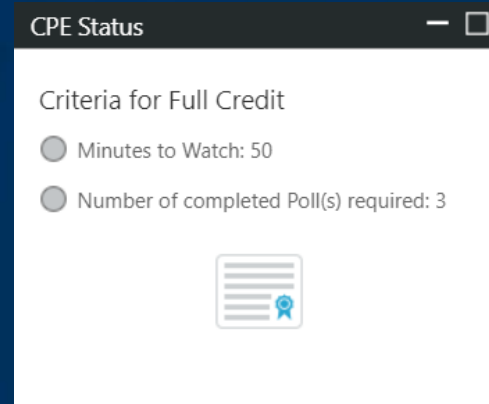 CPE Status
Criteria for Full Credit
Minutes to Watch: 50
Number of completed Poll(s) required: 3